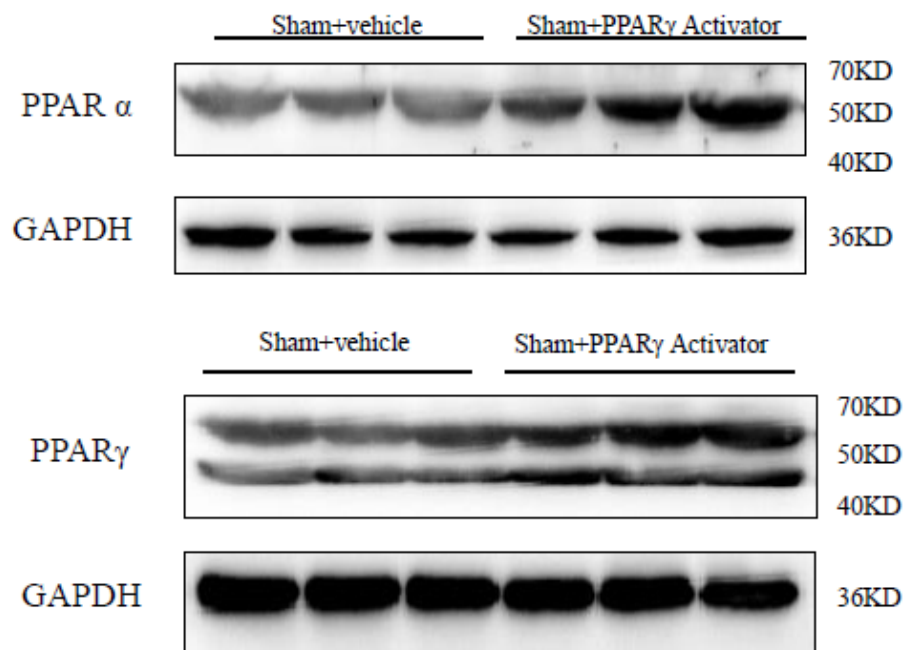 Sham+vehicle Sham+PPARγ Activator
70KD
PPAR α 50KD
40KD
GAPDH 36KD
Sham+vehicle Sham+PPARγ Activator
70KD
PPARγ 50KD
40KD
GAPDH 36KD